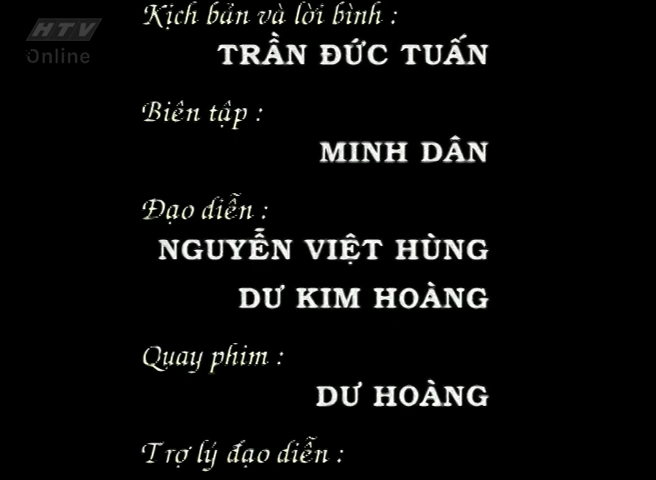 HTV
Online
Kịch bản và lời bình :
TRẦN ĐỨC TUẤN
Biên tập :
MINH DÂN
Đạo diễn :
NGUYỄN VIỆT HÙNG
DƯ KIM HOÀNG
Quay phim :
DƯ HOÀNG
Trợ lý đạo diễn :